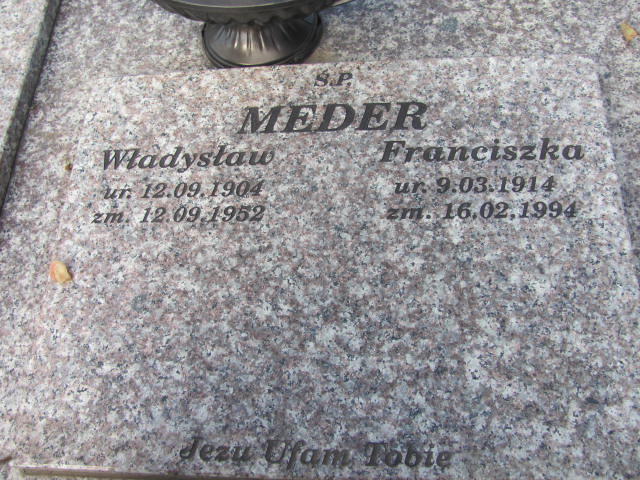 Ś.P.
MEDER
Władysław Franciszka
ur. 12.09.1904 ur. 9.03.1914
zm. 12.09.1952 zm. 16.02.1994
Jezu Ufam Tobie